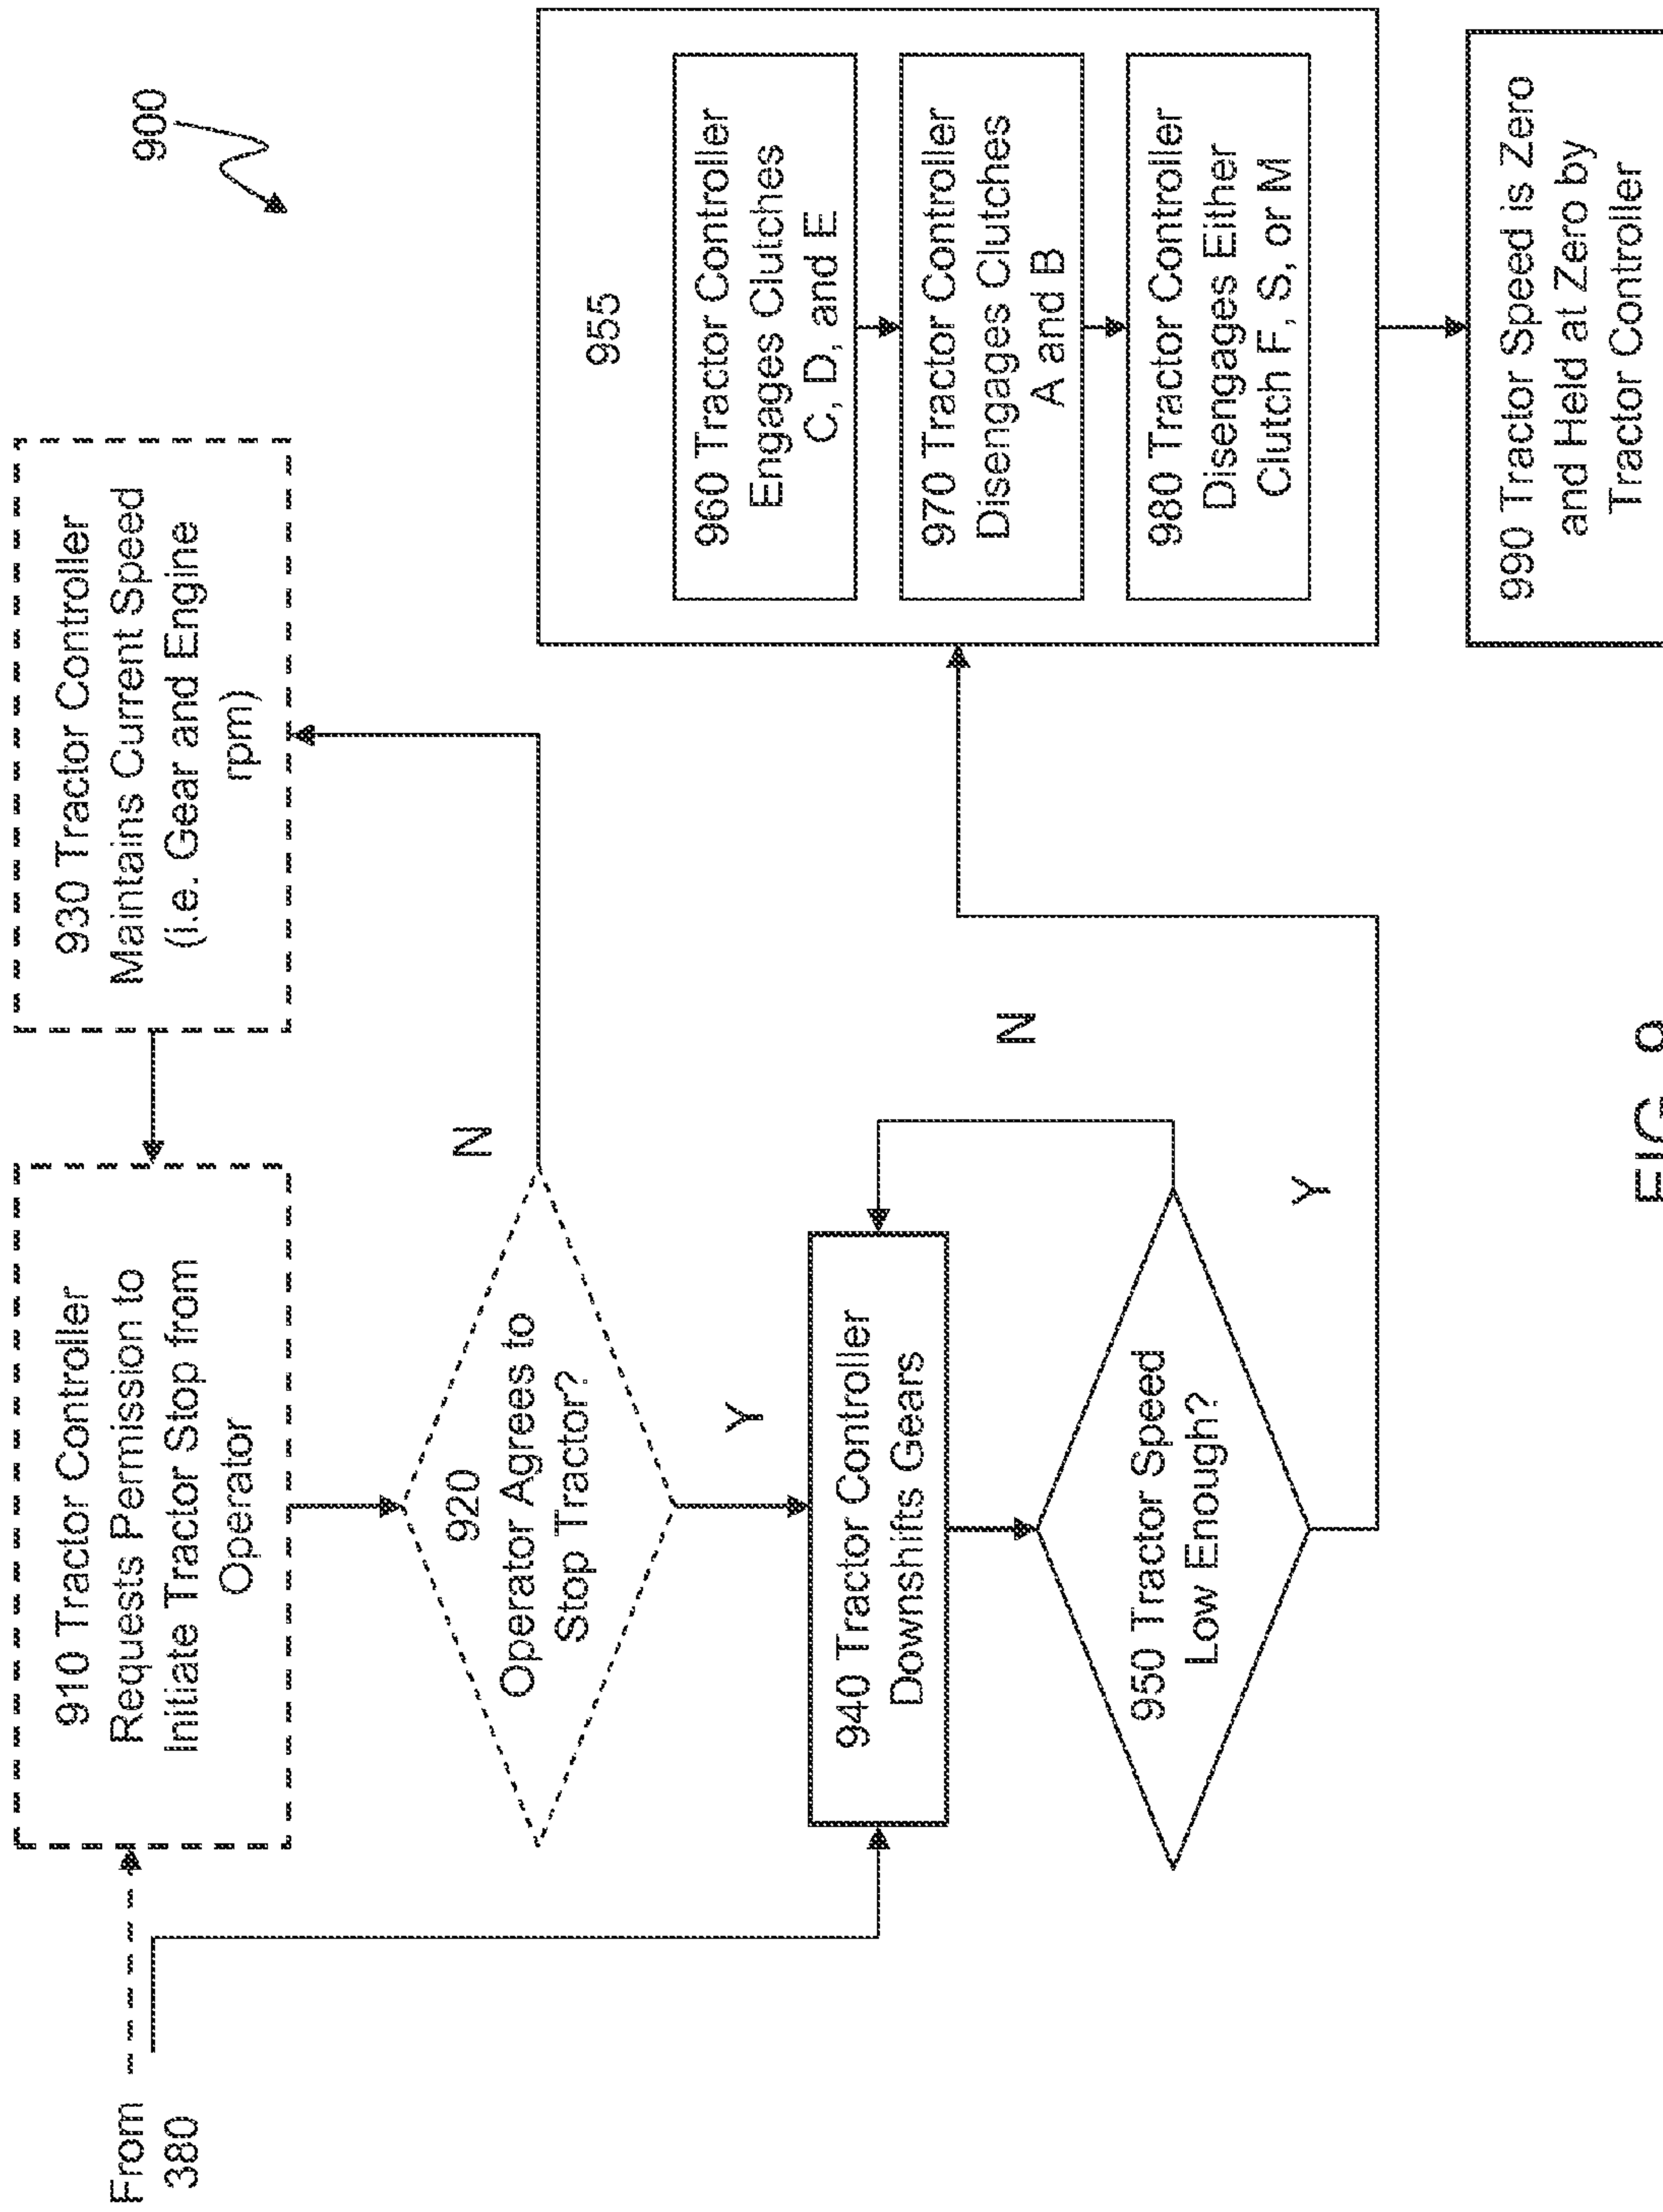 900
From
380
910 Tractor Controller
Requests Permission to
Initiate Tractor Stop from
Operator
930 Tractor Controller
Maintains Current Speed
(i.e. Gear and Engine
rpm)
920
Operator Agrees to
Stop Tractor?
N
Y
940 Tractor Controller
Downshifts Gears
950 Tractor Speed
Low Enough?
N
Y
955
960 Tractor Controller
Engages Clutches
C, D, and E
970 Tractor Controller
Disengages Clutches
A and B
980 Tractor Controller
Disengages Either
Clutch F, S, or M
990 Tractor Speed is Zero
and Held at Zero by
Tractor Controller